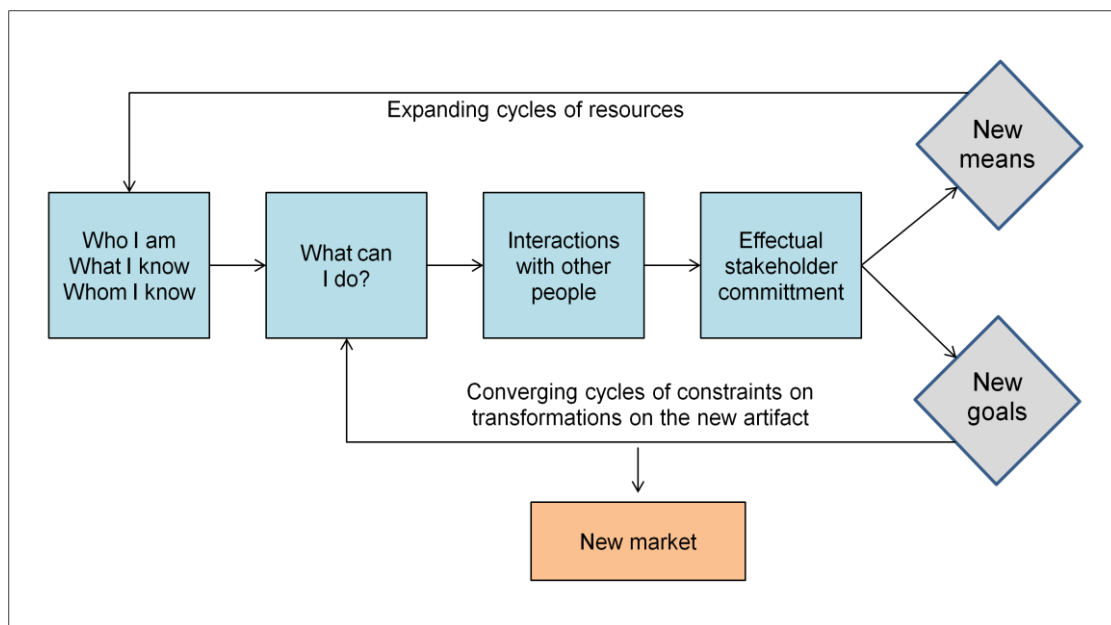 Expanding cycles of resources
New
means
Who I am
What I know
Whom I know
What can
I do?
Interactions
with other
people
Effectual
stakeholder
committment
New
goals
Converging cycles of constraints on
transformations on the new artifact
New market